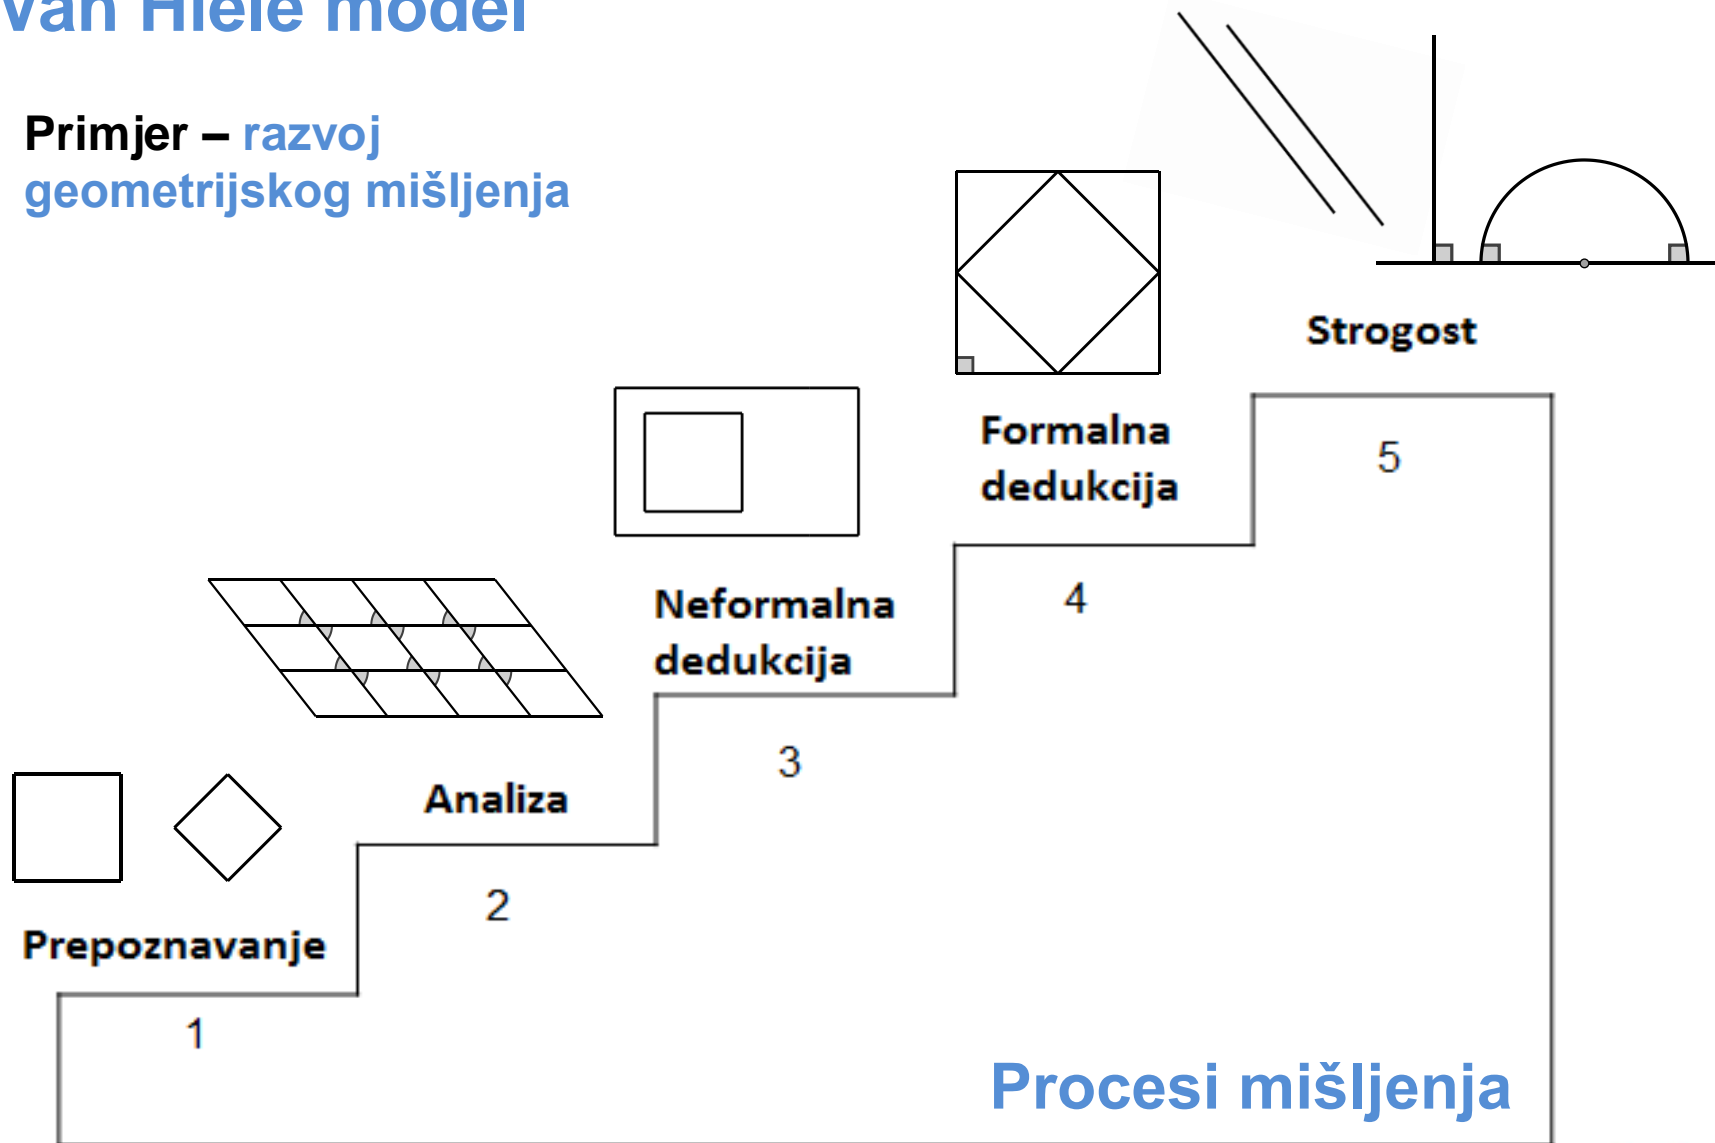 Van Hiele model
Primjer – razvoj
geometrijskog mišljenja
Strogost
5
Formalna
dedukcija
4
Neformalna
dedukcija
3
Analiza
2
Prepoznavanje
1
Procesi mišljenja